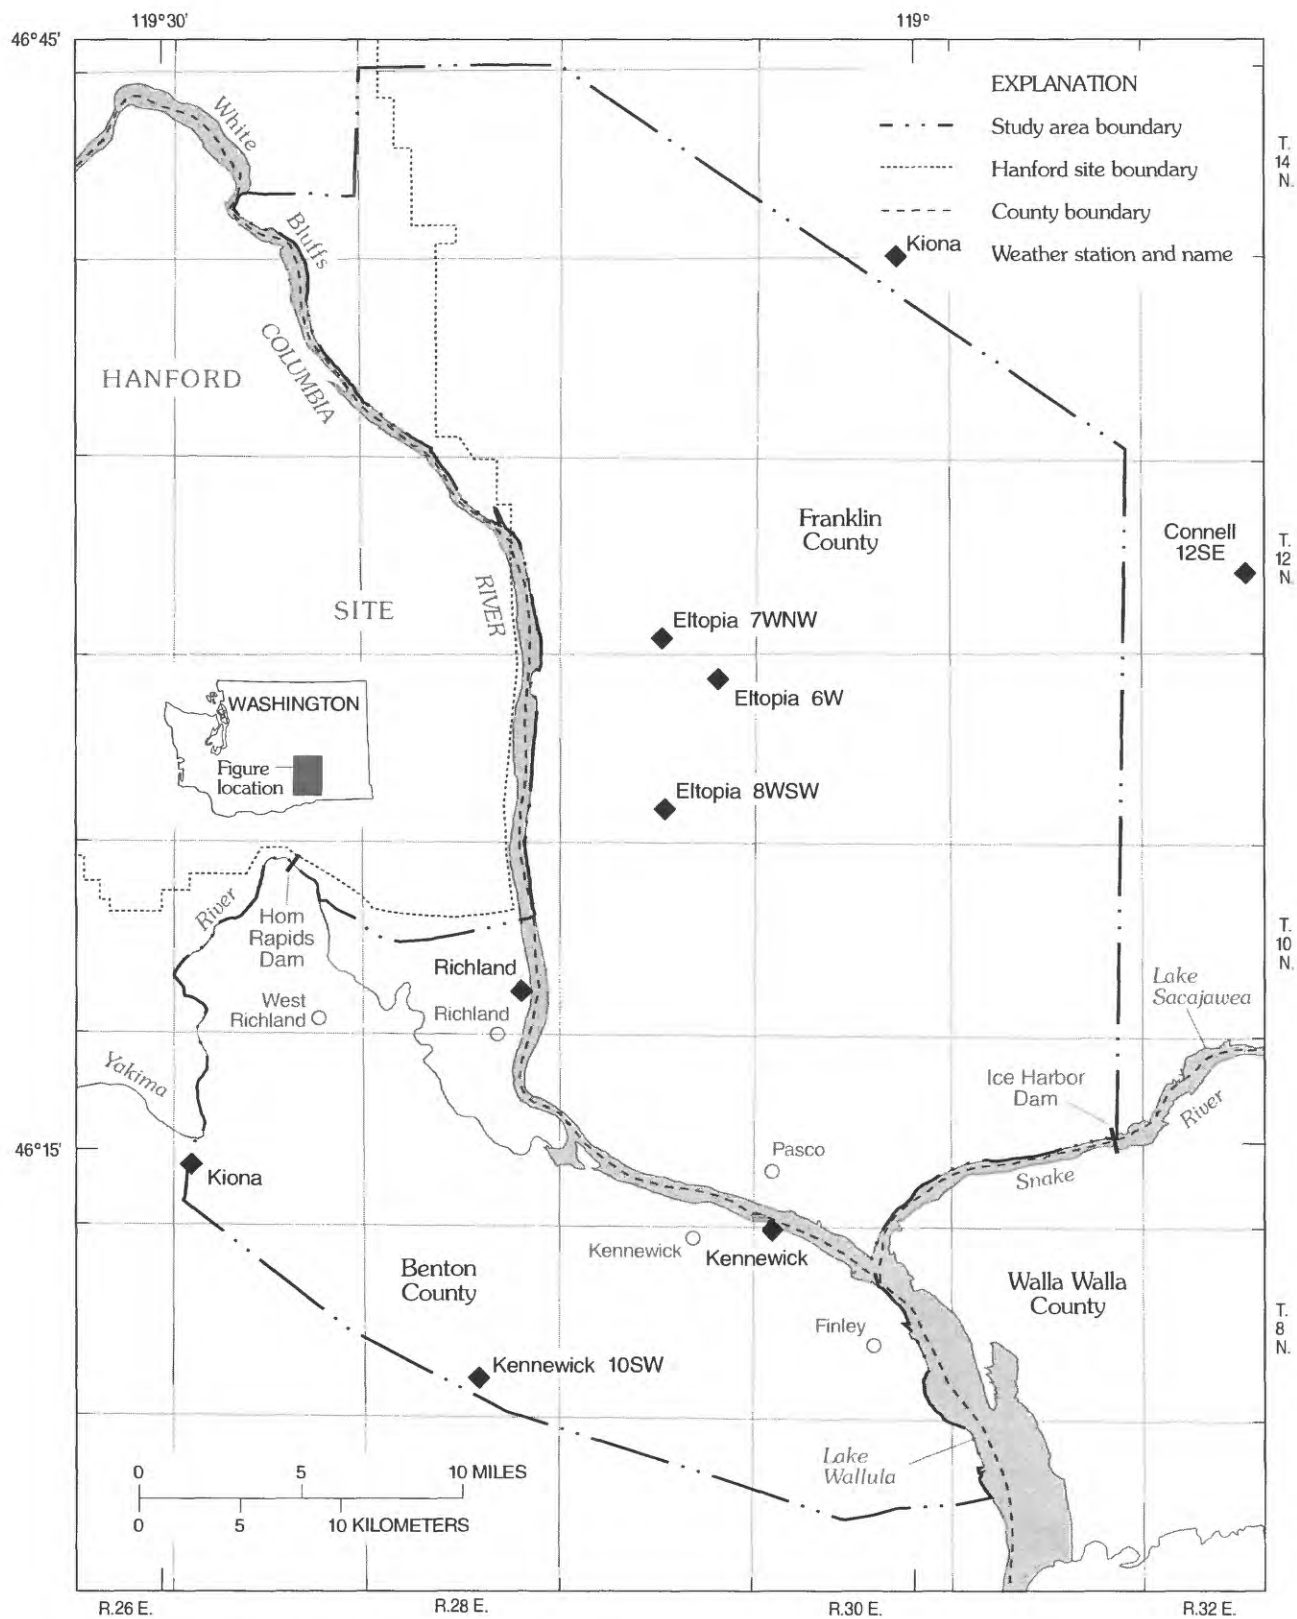 119°30'
119°
46°45'
EXPLANATION
Study area boundary
Hanford site boundary
County boundary
Kiona
Weather station and name
T.
14
N.
White
Bluffs
COLUMBIA
RIVER
HANFORD
SITE
Franklin
County
Connell
12SE
T.
12
N.
Eltopia 7WNW
Eltopia 6W
Eltopia 8WSW
WASHINGTON
Figure
location
River
Horn
Rapids
Dam
Richland
Richland
West
Richland
Yakima
T.
10
N.
Lake
Sacajawea
Ice Harbor
Dam
River
Snake
46°15'
Kiona
Pasco
Kennewick
Kennewick
Benton
County
Walla Walla
County
Finley
T.
8
N.
Kennewick 10SW
Lake
Wallula
0 5 10 MILES
0 5 10 KILOMETERS
R.26 E.
R.28 E.
R.30 E.
R.32 E.